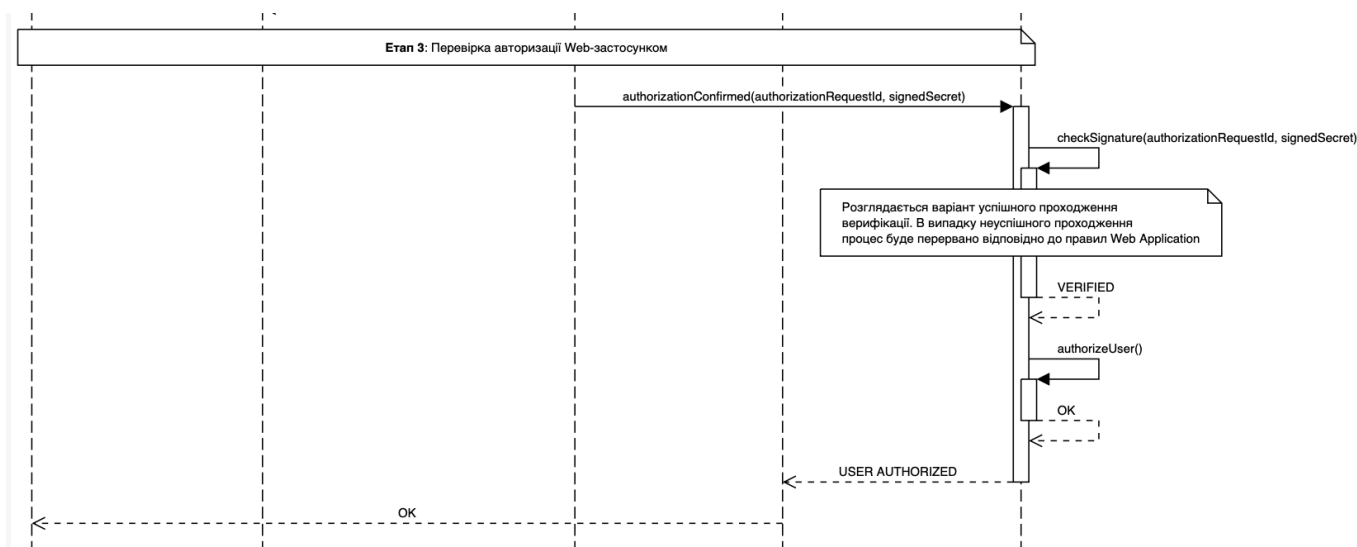 Етап 3: Перевірка авторизації Web-застосунком
authorizationConfirmed(authorizationRequestId, signedSecret)
checkSignature(authorizationRequestId, signedSecret)
Розглядається варіант успішного проходження
верифікації. В випадку неуспішного проходження
процес буде перервано відповідно до правил Web Application
VERIFIED
authorizeUser()
OK
USER AUTHORIZED
OK